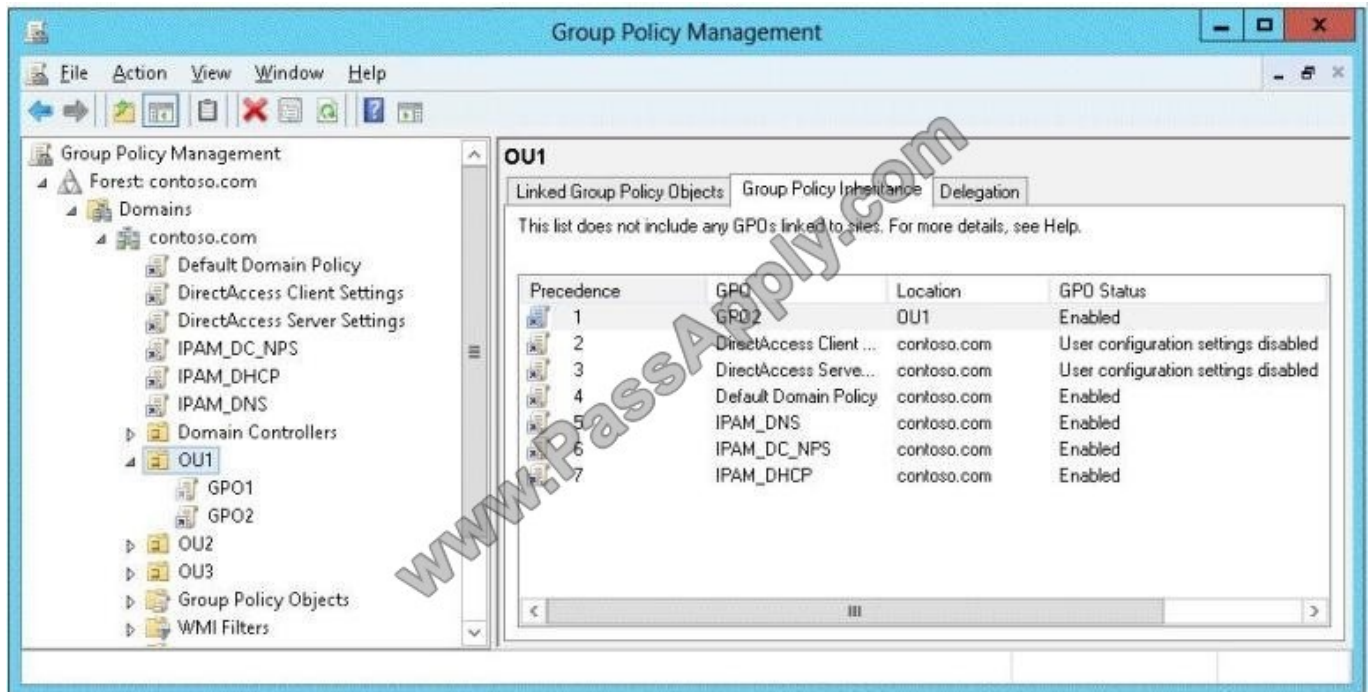 Group Policy Management
File Action View Window Help
Group Policy Management
Forest: contoso.com
Domains
contoso.com
Default Domain Policy
DirectAccess Client Settings
DirectAccess Server Settings
IPAM_DC_NPS
IPAM_DHCP
IPAM_DNS
Domain Controllers
OU1
GPO1
GPO2
OU2
OU3
Group Policy Objects
WMI Filters
OU1
Linked Group Policy Objects Group Policy Inheritance Delegation
This list does not include any GPOs linked to sites. For more details, see Help.
Precedence GPO Location GPO Status
1 GPO2 OU1 Enabled
2 DirectAccess Client ... contoso.com User configuration settings disabled
3 DirectAccess Serve... contoso.com User configuration settings disabled
4 Default Domain Policy contoso.com Enabled
5 IPAM_DNS contoso.com Enabled
6 IPAM_DC_NPS contoso.com Enabled
7 IPAM_DHCP contoso.com Enabled
www.PassApply.com